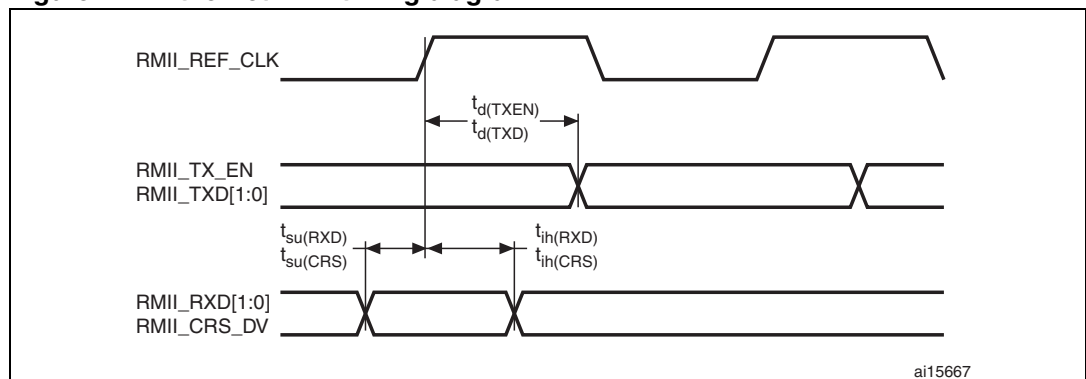 RMII_REF_CLK
td(TXEN)
td(TXD)
RMII_TX_EN
RMII_TXD[1:0]
tsu(RXD)
tsu(CRS)
tih(RXD)
tih(CRS)
RMII_RXD[1:0]
RMII_CRS_DV
ai15667